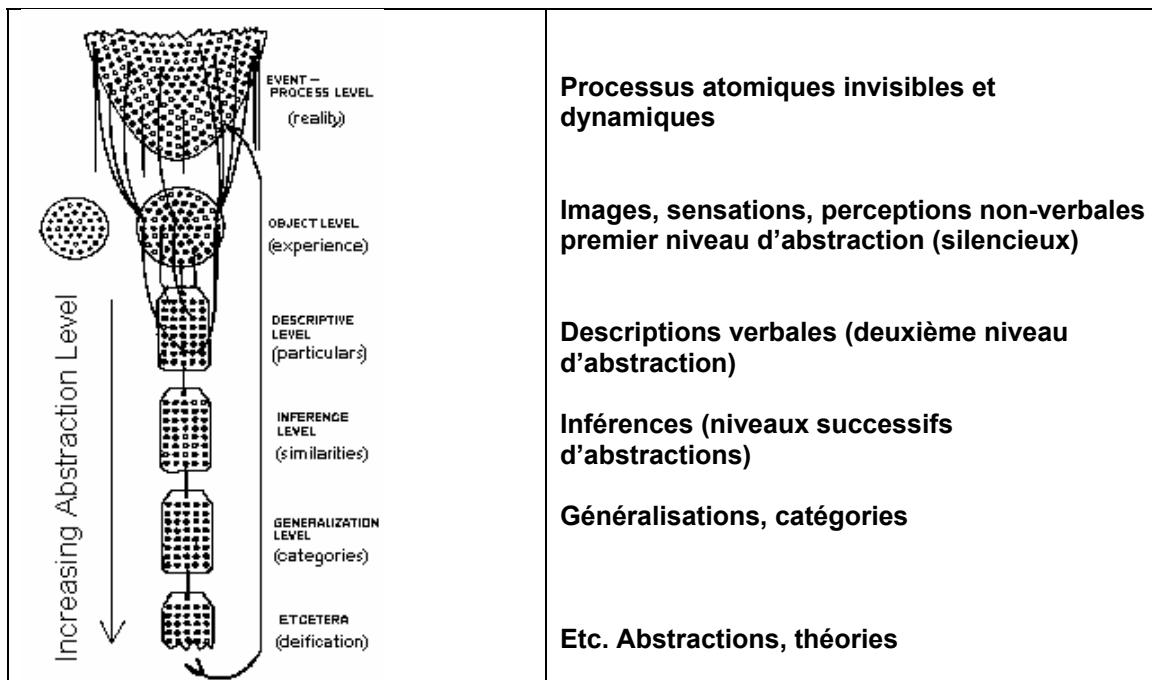 EVENT —
PROCESS LEVEL
(reality)
Processus atomiques invisibles et
dynamiques
OBJECT LEVEL
(experience)
Images, sensations, perceptions non-verbales
premier niveau d’abstraction (silencieux)
Increasing Abstraction Level
DESCRIPTIVE
LEVEL
(particulars)
Descriptions verbales (deuxième niveau
d’abstraction)
INFERENCE
LEVEL
(similarities)
Inférences (niveaux successifs
d’abstractions)
GENERALIZATION
LEVEL
(categories)
Généralisations, catégories
ETCETERA
(deification)
Etc. Abstractions, théories